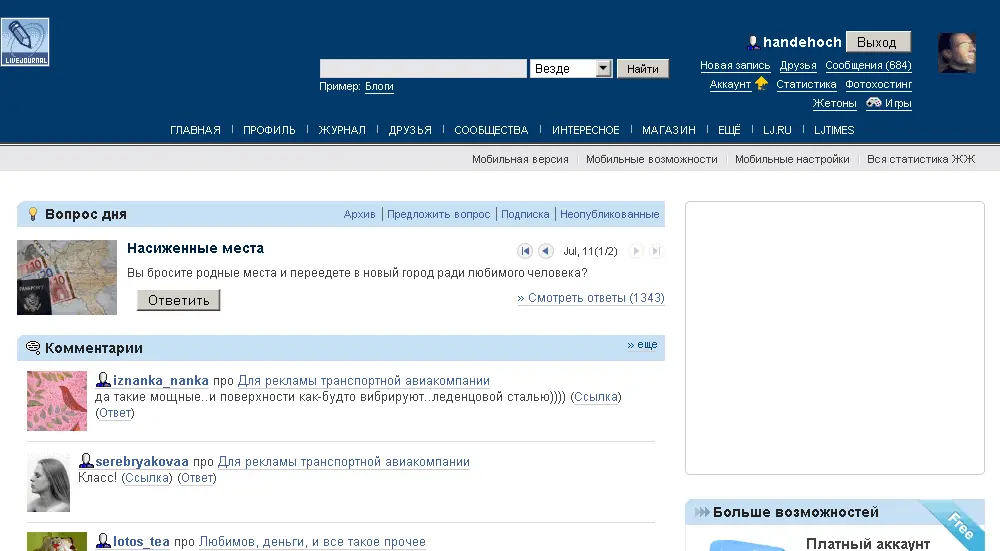 LIVEJOURNAL
handehoch Выход
Везде Найти
Новая запись Друзья Сообщения (684)
Пример: Блоги
Аккаунт Статистика Фотохостинг
Жетоны Игры
ГЛАВНАЯ ПРОФИЛЬ ЖУРНАЛ ДРУЗЬЯ СООБЩЕСТВА ИНТЕРЕСНОЕ МАГАЗИН ЕЩЁ LJ.RU LJTIMES
Мобильная версия Мобильные возможности Мобильные настройки Вся статистика ЖЖ
Вопрос дня Архив Предложить вопрос Подписка Неопубликованные
Насиженные места Jul, 11(1/2)
Вы бросите родные места и переедете в новый город ради любимого человека?
Ответить » Смотреть ответы (1343)
PASSPORT
Комментарии » еще
iznanka_nanka про Для рекламы транспортной авиакомпании
да такие мощные..и поверхности как-будто вибрируют..леденцовой сталью)))) (Ссылка)
(Ответ)
serebryakovaa про Для рекламы транспортной авиакомпании
Класс! (Ссылка) (Ответ)
Больше возможностей Free
lotos_tea про Любимов, деньги, и все такое прочее
Платный аккаунт